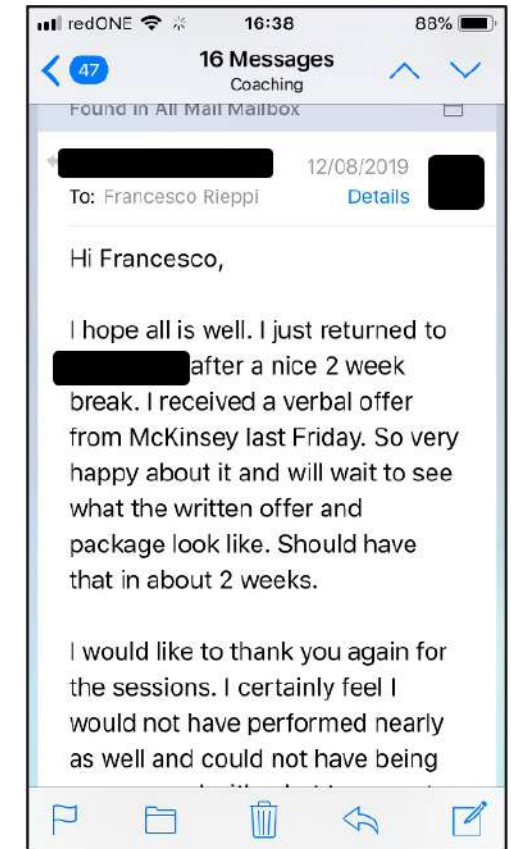 redONE 16:38 88%
47
16 Messages
Coaching
Found in All Mail Mailbox
12/08/2019
To: Francesco Rieppi Details
Hi Francesco,
I hope all is well. I just returned to
after a nice 2 week
break. I received a verbal offer
from McKinsey last Friday. So very
happy about it and will wait to see
what the written offer and
package look like. Should have
that in about 2 weeks.
I would like to thank you again for
the sessions. I certainly feel I
would not have performed nearly
as well and could not have being